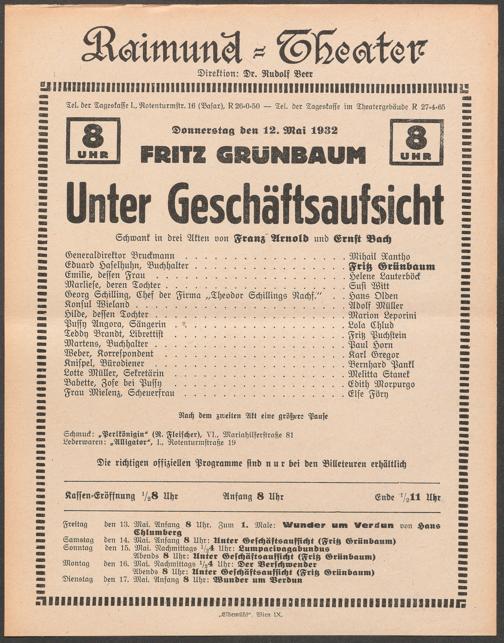 Raimund-Theater
Direktion: Dr. Rudolf Beer
Tel. der Tageskasse I., Rotenturmstr. 16 (Basar), R 26-0-50 — Tel. der Tageskasse im Theatergebäude R 27-4-65
8 UHR
Donnerstag den 12. Mai 1932
8 UHR
FRITZ GRÜNBAUM
Unter Geschäftsaufsicht
Schwank in drei Akten von Franz Arnold und Ernst Bach
Generaldirektor Bruckmann . . . . . Mihail Xantho
Eduard Haselhuhn, Buchhalter . . . . . Fritz Grünbaum
Emilie, dessen Frau . . . . . Helene Lauterböck
Marliese, deren Tochter . . . . . Susi Witt
Georg Schilling, Chef der Firma „Theodor Schillings Nachf." . . . . . Hans Olden
Konsul Wieland . . . . . Adolf Müller
Hilde, dessen Tochter . . . . . Marion Leporini
Pussy Angora, Sängerin . . . . . Lola Chlud
Teddy Brandt, Librettist . . . . . Fritz Puchstein
Martens, Buchhalter . . . . . Paul Horn
Weber, Korrespondent . . . . . Karl Gregor
Knispel, Bürodiener . . . . . Bernhard Pankl
Lotte Müller, Sekretärin . . . . . Melitta Stanek
Babette, Zofe bei Pussy . . . . . Edith Morpurgo
Frau Mielenz, Scheuerfrau . . . . . Else Föry
Nach dem zweiten Akt eine größere Pause
Schmuck: „Perlkönigin" (R. Fleischer), VI., Mariahilferstraße 81
Lederwaren: „Alligator", I., Rotenturmstraße 19
Die richtigen offiziellen Programme sind nur bei den Billeteuren erhältlich
Kassen-Eröffnung ½8 Uhr Anfang 8 Uhr Ende ½11 Uhr
Freitag den 13. Mai. Anfang 8 Uhr. Zum 1. Male: Wunder um Verdun von Hans
Chlumberg
Samstag den 14. Mai. Anfang 8 Uhr: Unter Geschäftsaufsicht (Fritz Grünbaum)
Sonntag den 15. Mai. Nachmittags ½4 Uhr: Lumpacivagabundus
Abends 8 Uhr: Unter Geschäftsaufsicht (Fritz Grünbaum)
Montag den 16. Mai. Nachmittags ½4 Uhr: Der Verschwender
Abends 8 Uhr: Unter Geschäftsaufsicht (Fritz Grünbaum)
Dienstag den 17. Mai. Anfang 8 Uhr: Wunder um Verdun
„Elbemühl", Wien IX.